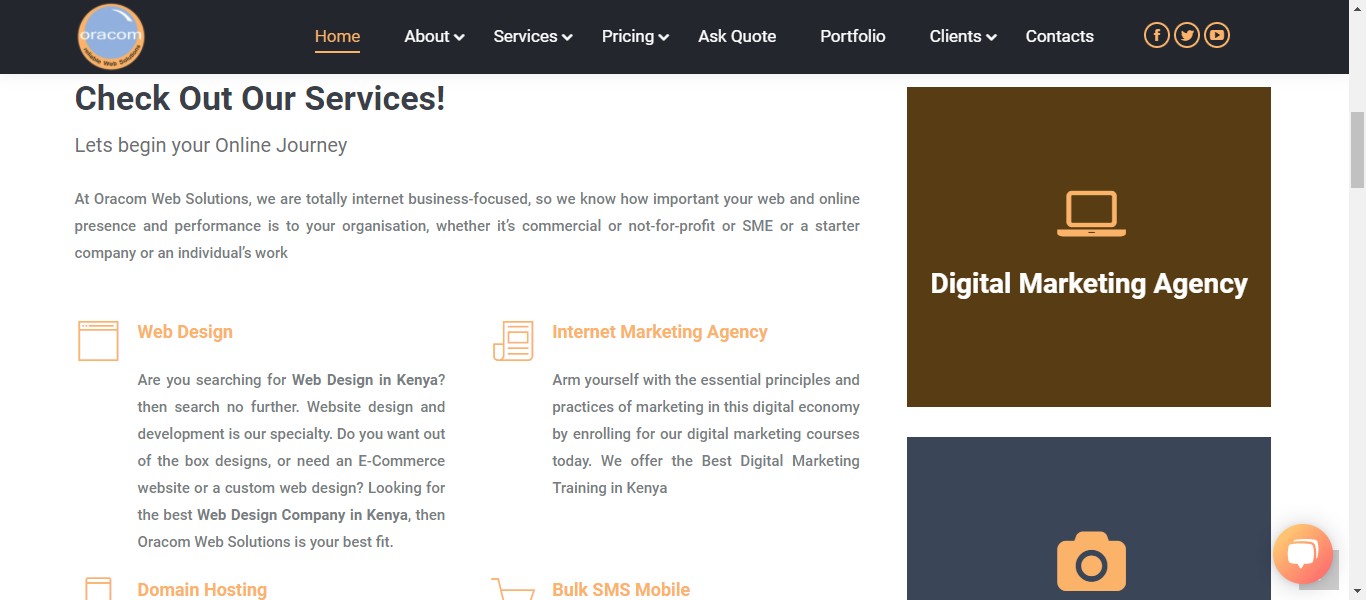 oracom
Reliable Web Solutions
Home About Services Pricing Ask Quote Portfolio Clients Contacts
Check Out Our Services!
Lets begin your Online Journey
At Oracom Web Solutions, we are totally internet business-focused, so we know how important your web and online
presence and performance is to your organisation, whether it’s commercial or not-for-profit or SME or a starter
company or an individual’s work
Web Design
Are you searching for Web Design in Kenya?
then search no further. Website design and
development is our specialty. Do you want out
of the box designs, or need an E-Commerce
website or a custom web design? Looking for
the best Web Design Company in Kenya, then
Oracom Web Solutions is your best fit.
Internet Marketing Agency
Arm yourself with the essential principles and
practices of marketing in this digital economy
by enrolling for our digital marketing courses
today. We offer the Best Digital Marketing
Training in Kenya
Domain Hosting
Bulk SMS Mobile
Digital Marketing Agency